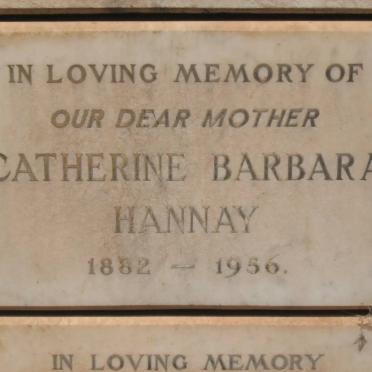 IN LOVING MEMORY OF
OUR DEAR MOTHER
CATHERINE BARBARA
HANNAY
1882 — 1956.
IN LOVING MEMORY